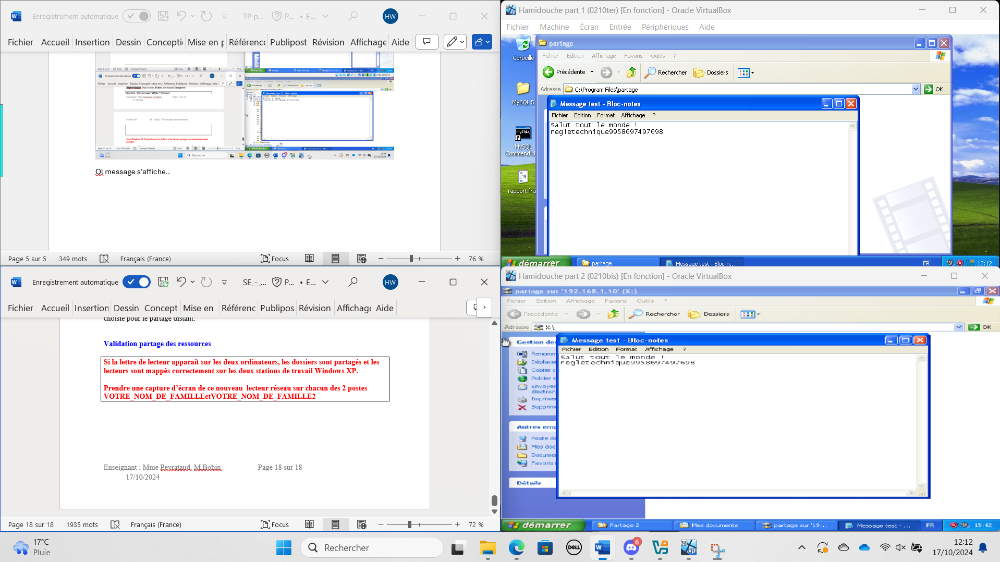 Enregistrement automatique
TP p...
P...
• E...
HW
Fichier
Accueil
Insertion
Dessin
Conceptio
Mise en p
Référence
Publipost
Révision
Affichage
Aide
Ql message s'affiche..
Page 5 sur 5
349 mots
Français (France)
Focus
76 %
Enregistrement automatique
SE_-_...
P...
• E...
HW
Fichier
Accueil
Insertion
Dessin
Concept
Mise en
Référenc
Publipos
Révision
Affichag
Aide
choisie pour le partage distant.
Validation partage des ressources
Si la lettre de lecteur apparaît sur les deux ordinateurs, les dossiers sont partagés et les
lecteurs sont mappés correctement sur les deux stations de travail Windows XP.
Prendre une capture d'écran de ce nouveau lecteur réseau sur chacun des 2 postes
VOTRE_NOM_DE_FAMILLEetVOTRE_NOM_DE_FAMILLE2
Enseignant : Mme Peyrataud, M.Bohin
Page 18 sur 18
17/10/2024
Page 18 sur 18
1935 mots
Français (France)
Focus
72 %
Hamidouche part 1 (0210ter) [En fonction] - Oracle VirtualBox
Fichier
Machine
Écran
Entrée
Périphériques
Aide
Corbeille
MySQL 5
MySQL
Command Li
rapport fra
partage
Fichier
Edition
Affichage
Favoris
Outils
?
Précédente
Rechercher
Dossiers
Adresse
C:\Program Files\partage
OK
Message test - Bloc-notes
Fichier
Edition
Format
Affichage
?
Salut tout le monde !
regletechnique9958697497698
démarrer
partage
Message test - Bloc-n...
FR
12:12
Hamidouche part 2 (0210bis) [En fonction] - Oracle VirtualBox
partage sur '192.168.1.10' (X:)
Fichier
Edition
Affichage
Favoris
Outils
?
Précédente
Rechercher
Dossiers
Adresse
X:\
OK
Gestion de
Renomm
Déplace
Copier c
Publier c
Envoyer
électron
Imprime
Supprim
Autres emp
Poste de
Mes doc
Docume
Favoris
Détails
Message test - Bloc-notes
Fichier
Edition
Format
Affichage
?
Salut tout le monde !
regletechnique9958697497698
démarrer
Partage 2
Mes documents
partage sur '19...
Message test - ...
FR
15:42
17°C
Pluie
Rechercher
DELL
6
12:12
17/10/2024